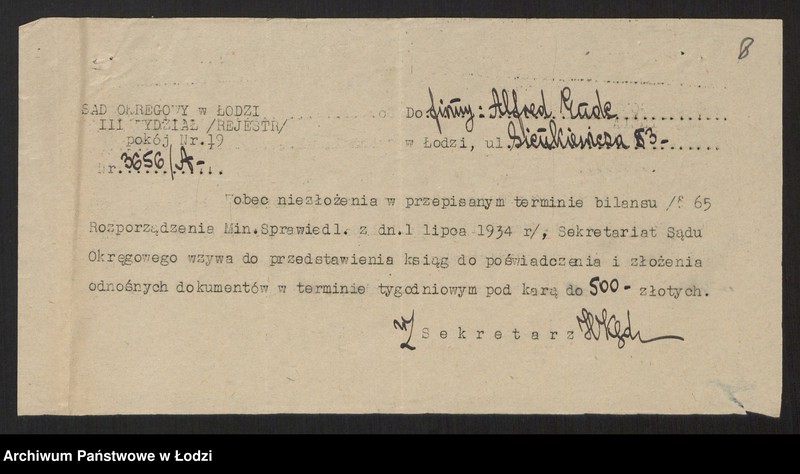 8
SĄD OKRĘGOWY w ŁODZI
III WYDZIAŁ /REJESTR/
pokój Nr.19
Nr. 3656/A-
Do firmy: Alfred
w Łodzi, ul. Sienkiewicza 53-
Wobec niezłożenia w przepisanym terminie bilansu /§ 65
Rozporządzenia Min.Sprawiedl. z dn.1 lipca 1934 r/, Sekretariat Sądu
Okręgowego wzywa do przedstawienia ksiąg do poświadczenia i złożenia
odnośnych dokumentów w terminie tygodniowym pod karą do 500- złotych.
Sekretarz
Archiwum Państwowe w Łodzi